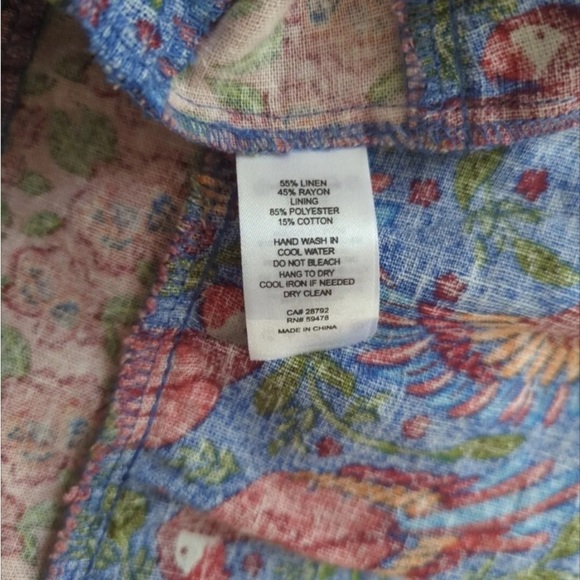 55% LINEN
45% RAYON
LINING
85% POLYESTER
15% COTTON
HAND WASH IN
COOL WATER
DO NOT BLEACH
HANG TO DRY
COOL IRON IF NEEDED
DRY CLEAN
CA# 28792
RN# 59478
MADE IN CHINA